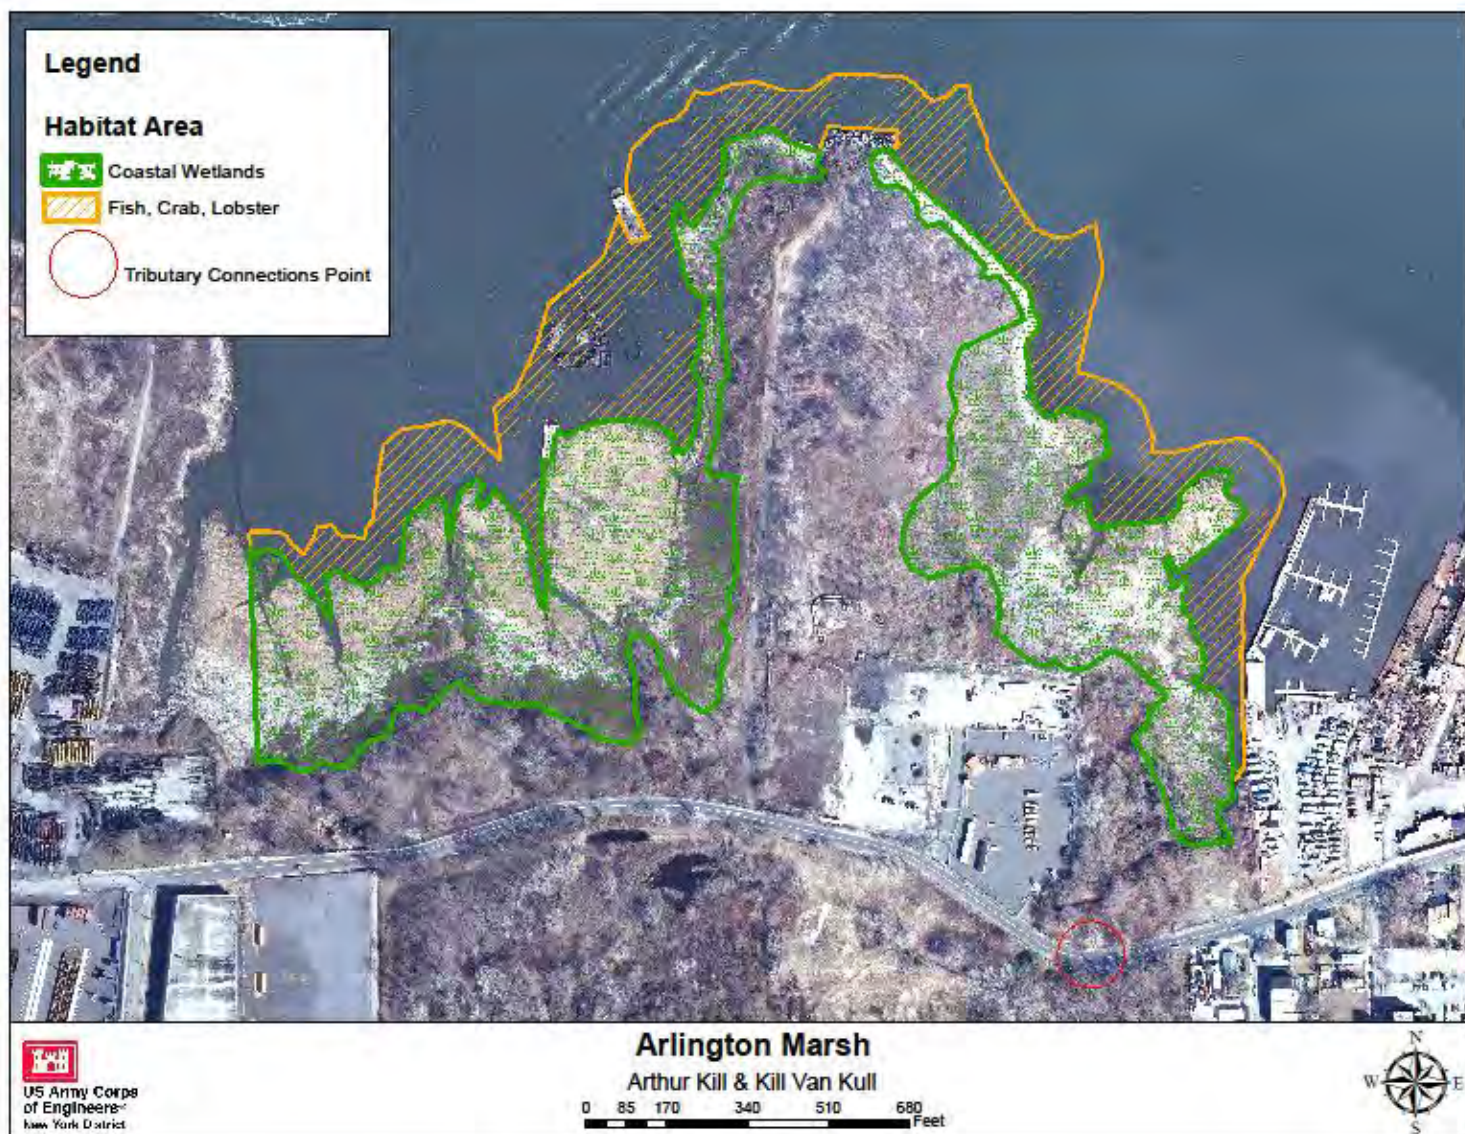 Legend
Habitat Area
Coastal Wetlands
Fish, Crab, Lobster
Tributary Connections Point
US Army Corps
of Engineers
New York District
Arlington Marsh
Arthur Kill & Kill Van Kull
0 85 170 340 510 680
Feet
N
W E
S